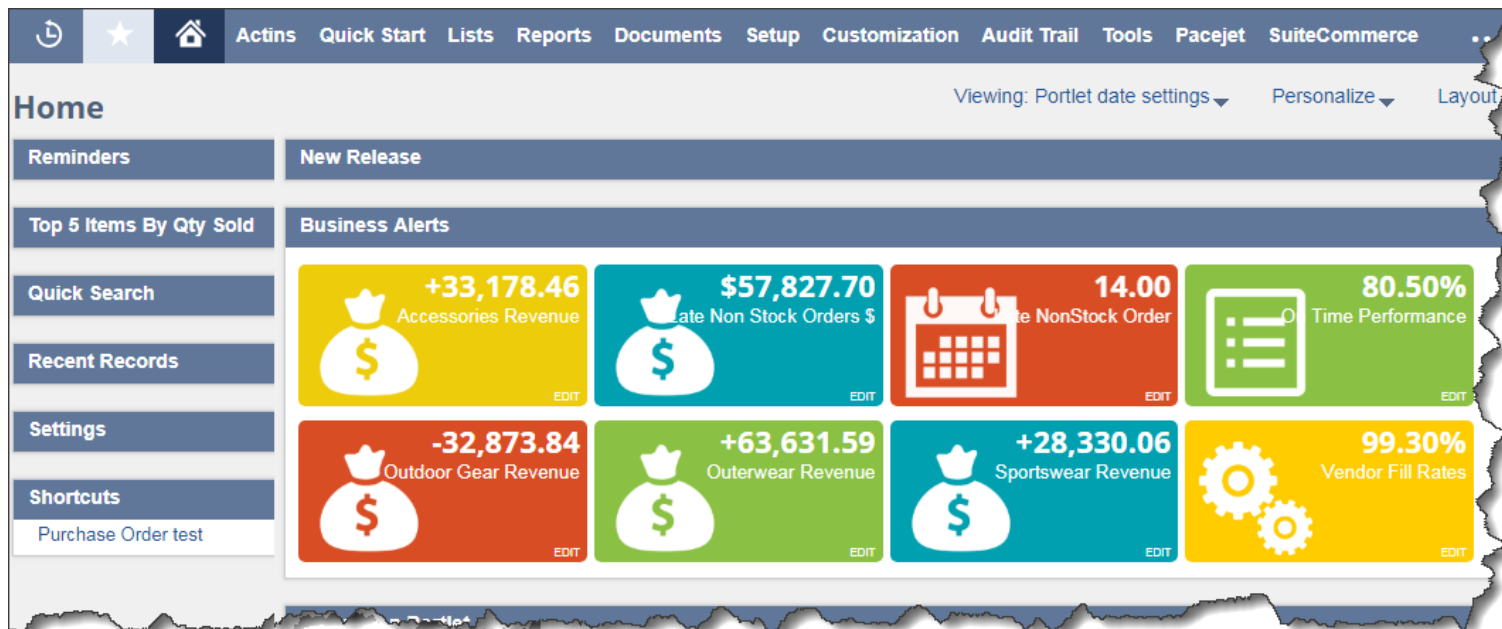 Actins Quick Start Lists Reports Documents Setup Customization Audit Trail Tools Pacejet SuiteCommerce ..
Home
Viewing: Portlet date settings Personalize Layout
Reminders
New Release
Top 5 Items By Qty Sold
Business Alerts
Quick Search
Recent Records
Settings
Shortcuts
Purchase Order test
+33,178.46
Accessories Revenue
EDIT
$57,827.70
Late Non Stock Orders $
EDIT
14.00
NonStock Order
EDIT
80.50%
Time Performance
EDIT
-32,873.84
Outdoor Gear Revenue
EDIT
+63,631.59
Outerwear Revenue
EDIT
+28,330.06
Sportswear Revenue
EDIT
99.30%
Vendor Fill Rates
EDIT